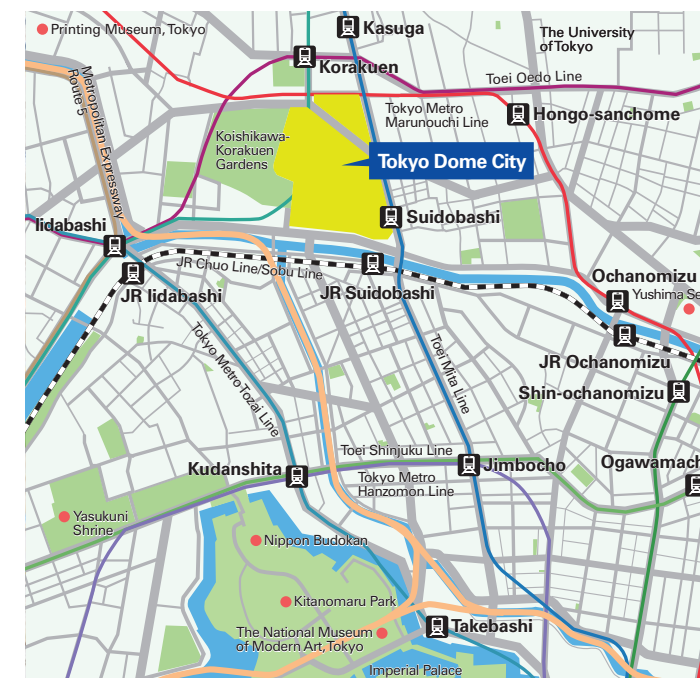 Printing Museum, Tokyo
Kasuga
The University
of Tokyo
Korakuen
Toei Oedo Line
Metropolitan Expressway
Route 5
Tokyo Metro
Marunouchi Line
Hongo-sanchome
Koishikawa-
Korakuen
Gardens
Tokyo Dome City
Iidabashi
Suidobashi
JR Chuo Line/Sobu Line
JR Iidabashi
JR Suidobashi
Ochanomizu
Yushima Se
JR Ochanomizu
Tokyo Metro Tozai Line
Toei Mita Line
Shin-ochanomizu
Toei Shinjuku Line
Kudanshita
Jimbocho
Ogawamach
Tokyo Metro
Hanzomon Line
Yasukuni
Shrine
Nippon Budokan
Kitanomaru Park
The National Museum
of Modern Art, Tokyo
Takebashi
Imperial Palace